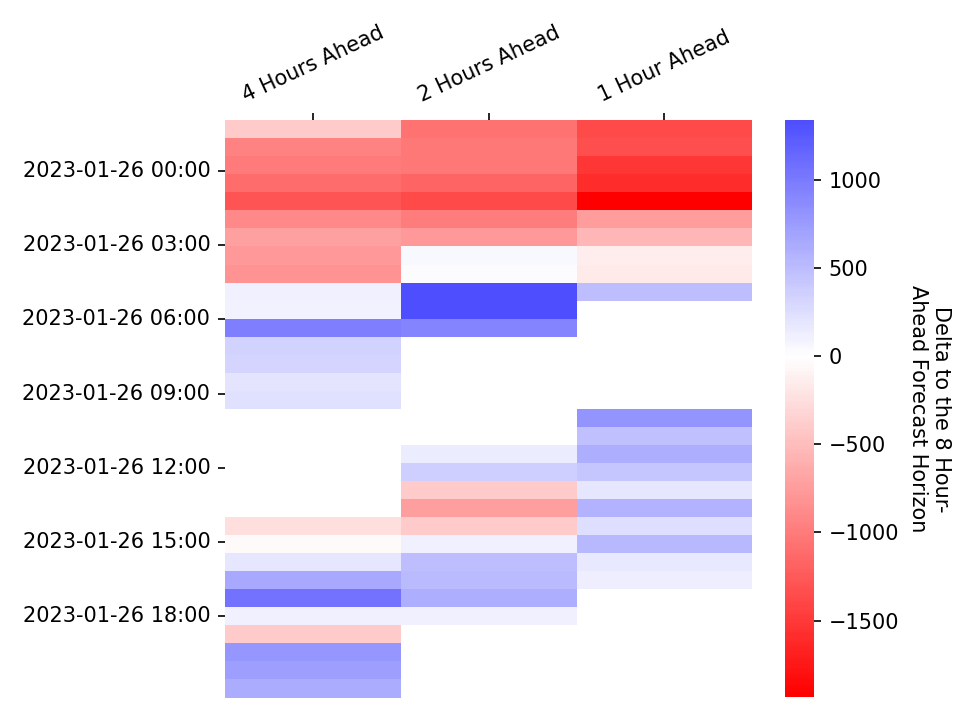 4 Hours Ahead
2 Hours Ahead
1 Hour Ahead
2023-01-26 00:00
2023-01-26 03:00
2023-01-26 06:00
2023-01-26 09:00
2023-01-26 12:00
2023-01-26 15:00
2023-01-26 18:00
1000
500
0
−500
−1000
−1500
Delta to the 8 Hour-
Ahead Forecast Horizon